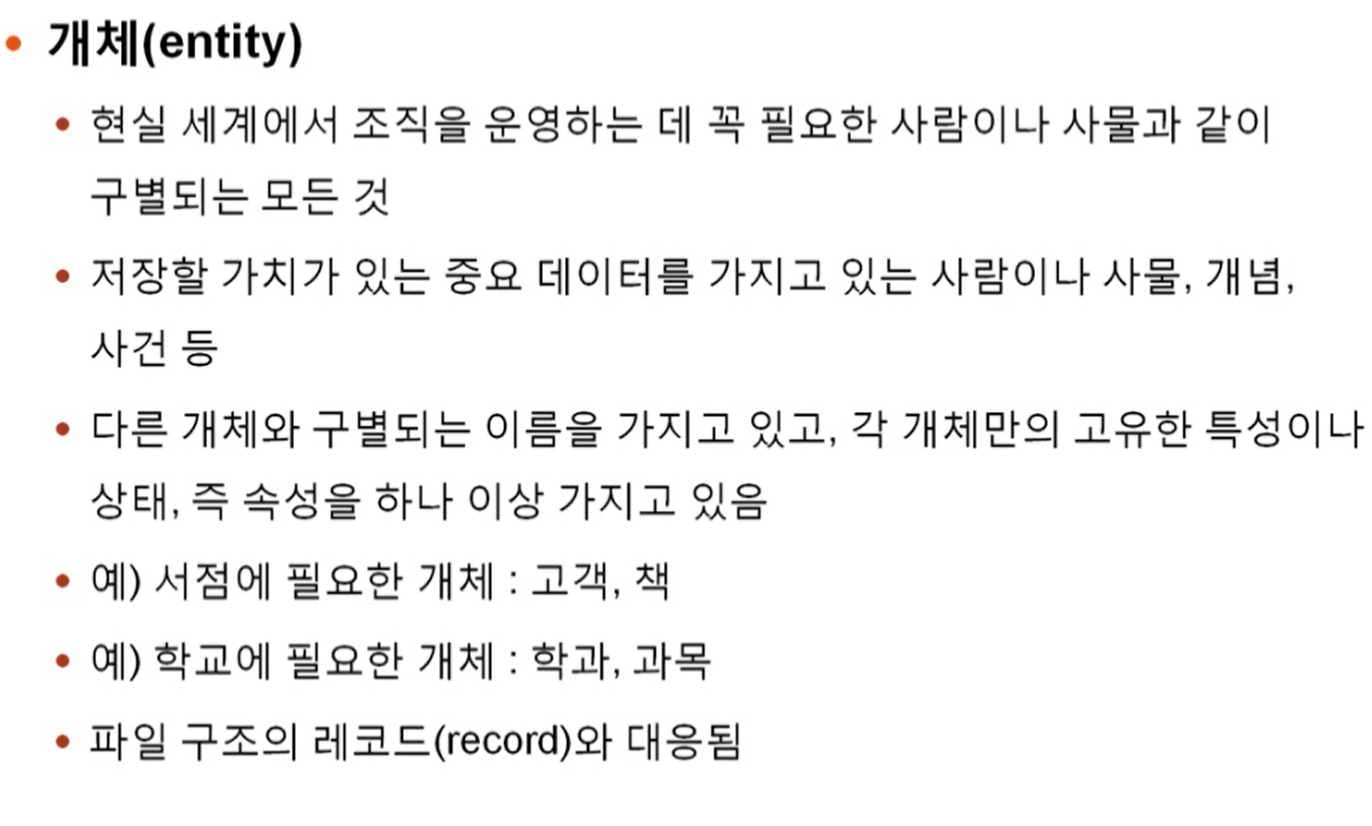 • 개체(entity)
• 현실 세계에서 조직을 운영하는 데 꼭 필요한 사람이나 사물과 같이
구별되는 모든 것
• 저장할 가치가 있는 중요 데이터를 가지고 있는 사람이나 사물, 개념,
사건 등
• 다른 개체와 구별되는 이름을 가지고 있고, 각 개체만의 고유한 특성이나
상태, 즉 속성을 하나 이상 가지고 있음
• 예) 서점에 필요한 개체 : 고객, 책
• 예) 학교에 필요한 개체 : 학과, 과목
• 파일 구조의 레코드(record)와 대응됨